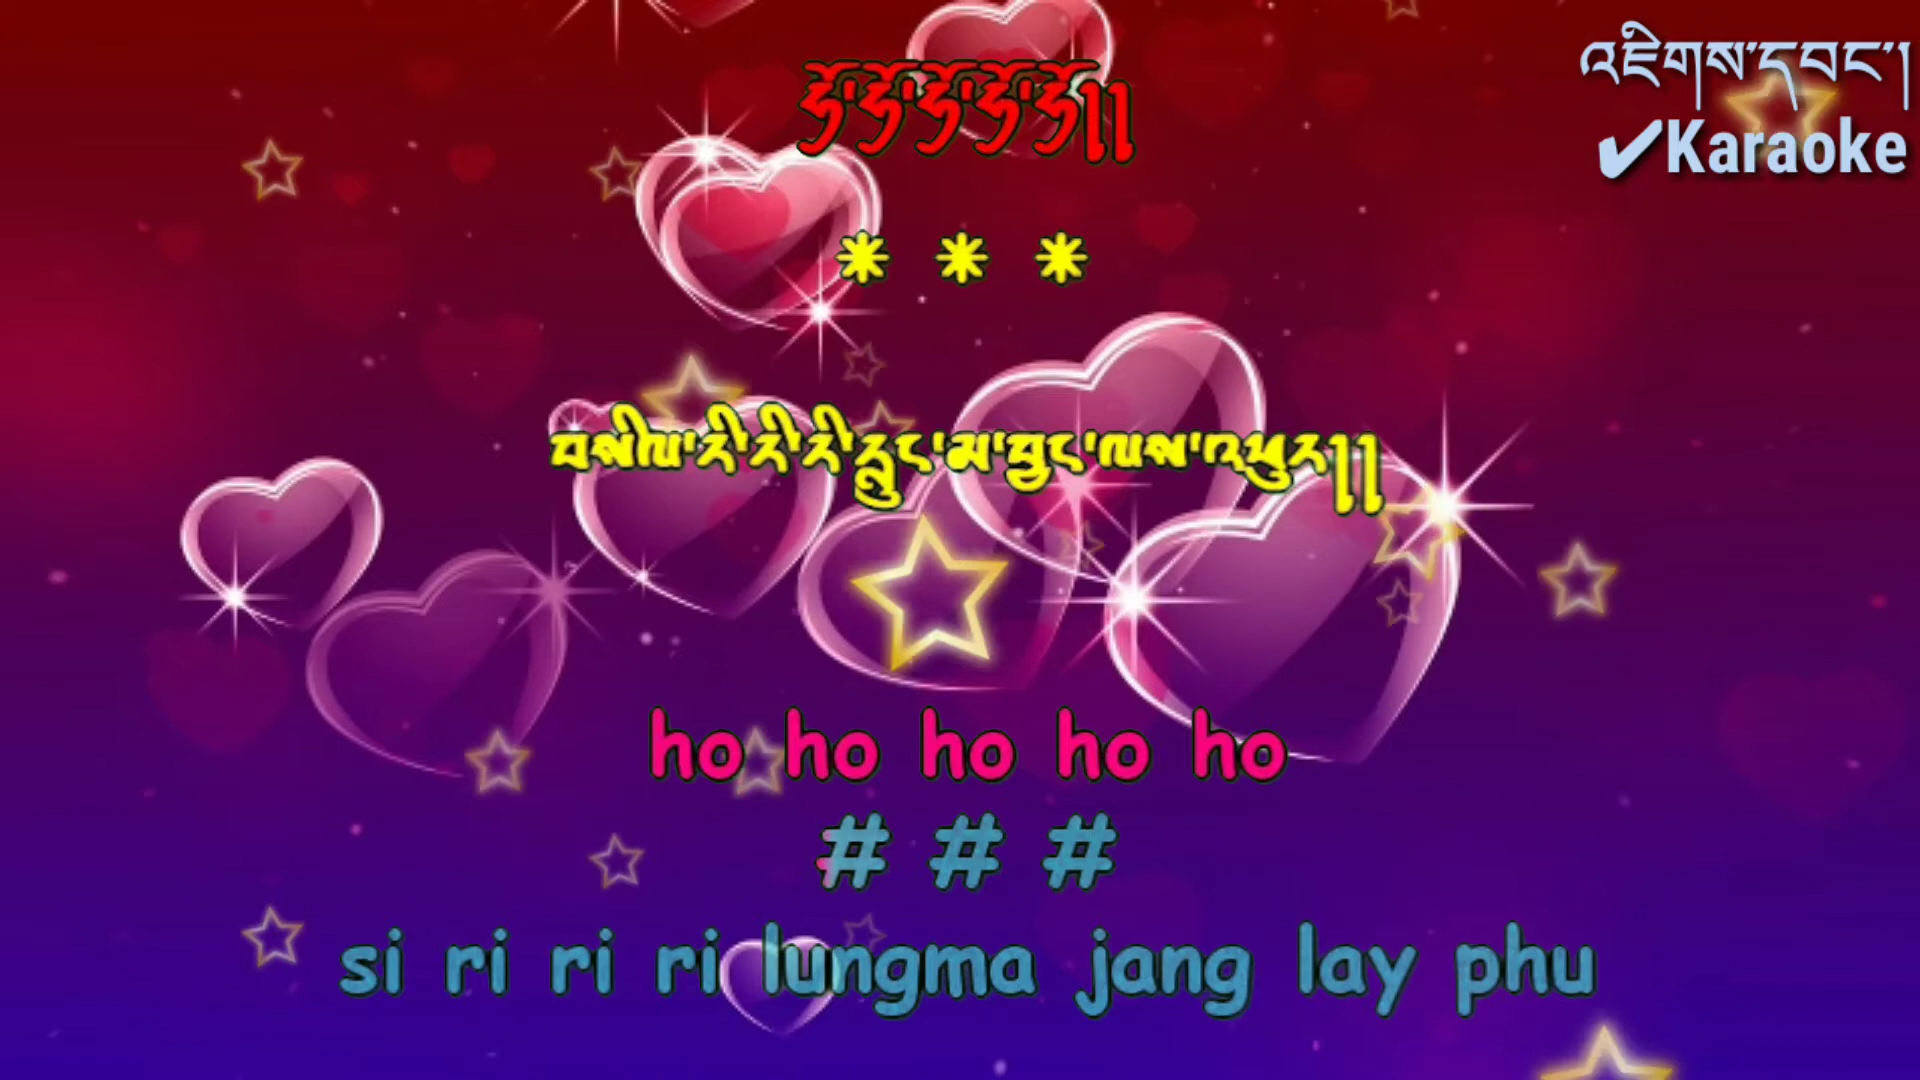 འཇིགས་དབང་།
✔Karaoke
ཧོ་ཧོ་ཧོ་ཧོ་ཧོ།།
* * *
བསིལ་རི་རི་རི་རླུང་མ་བྱང་ལས་འཕུར།།
ho ho ho ho ho
# # #
si ri ri ri lungma jang lay phu